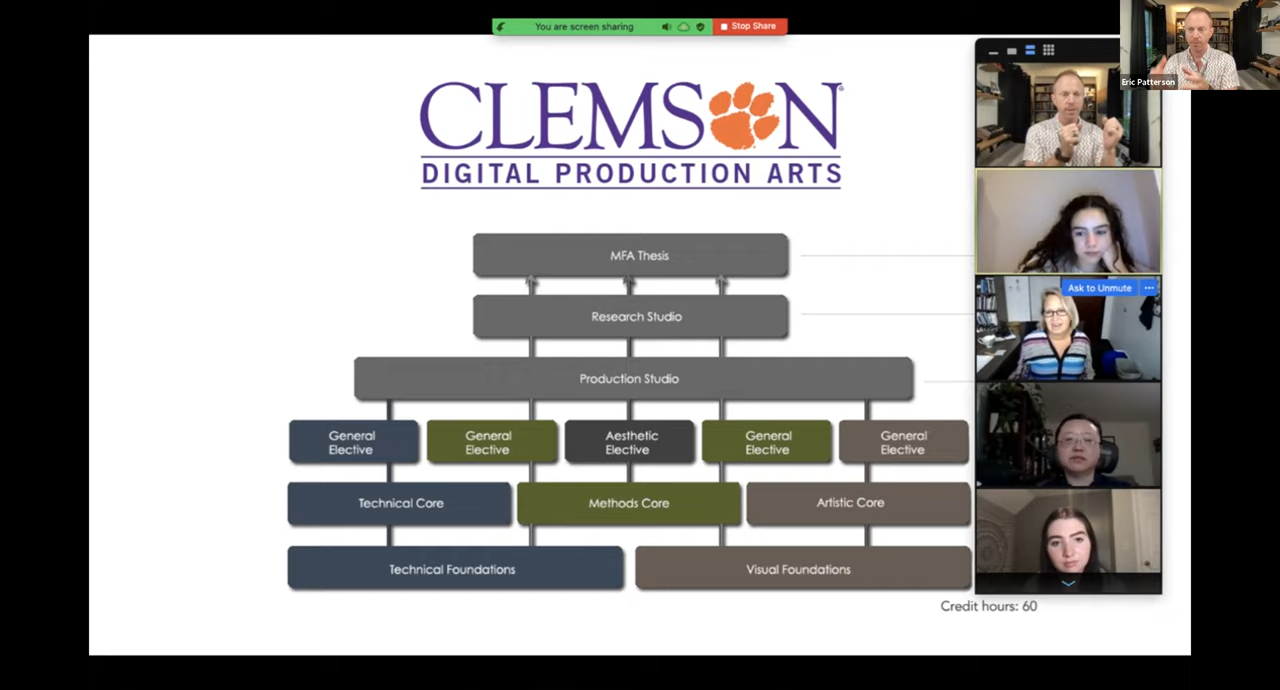 You are screen sharing
Stop Share
Eric Patterson
CLEMSON
DIGITAL PRODUCTION ARTS
Ask to Unmute
MFA Thesis
Research Studio
Production Studio
General
Elective
General
Elective
Aesthetic
Elective
General
Elective
General
Elective
Technical Core
Methods Core
Artistic Core
Technical Foundations
Visual Foundations
Credit hours: 60